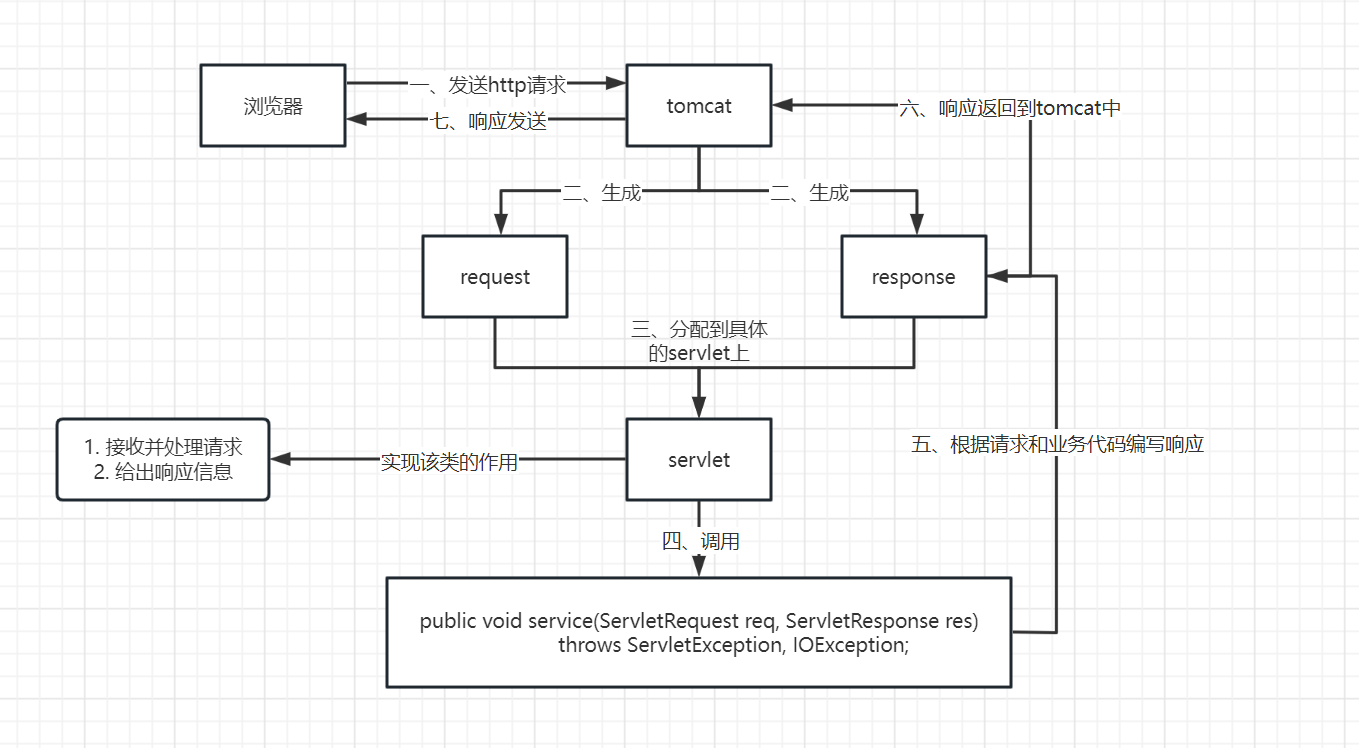 浏览器
一、发送http请求
七、响应发送
tomcat
六、响应返回到tomcat中
二、生成
二、生成
request
response
三、分配到具体
的servlet上
1. 接收并处理请求
2. 给出响应信息
实现该类的作用
servlet
五、根据请求和业务代码编写响应
四、调用
public void service(ServletRequest req, ServletResponse res)
throws ServletException, IOException;